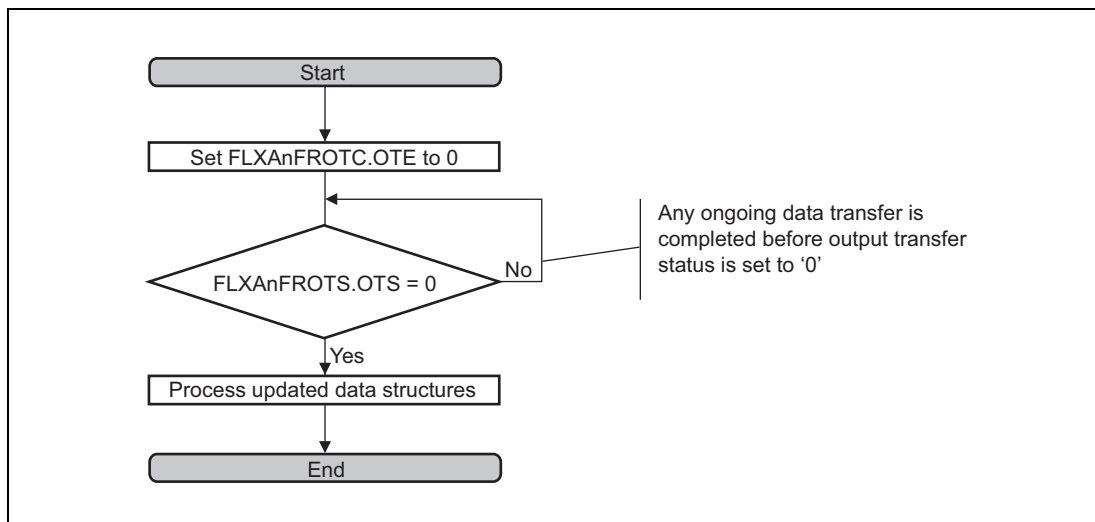 Start
Set FLXAnFROTC.OTE to 0
Any ongoing data transfer is
completed before output transfer
status is set to ‘0’
FLXAnFROTS.OTS = 0
No
Yes
Process updated data structures
End